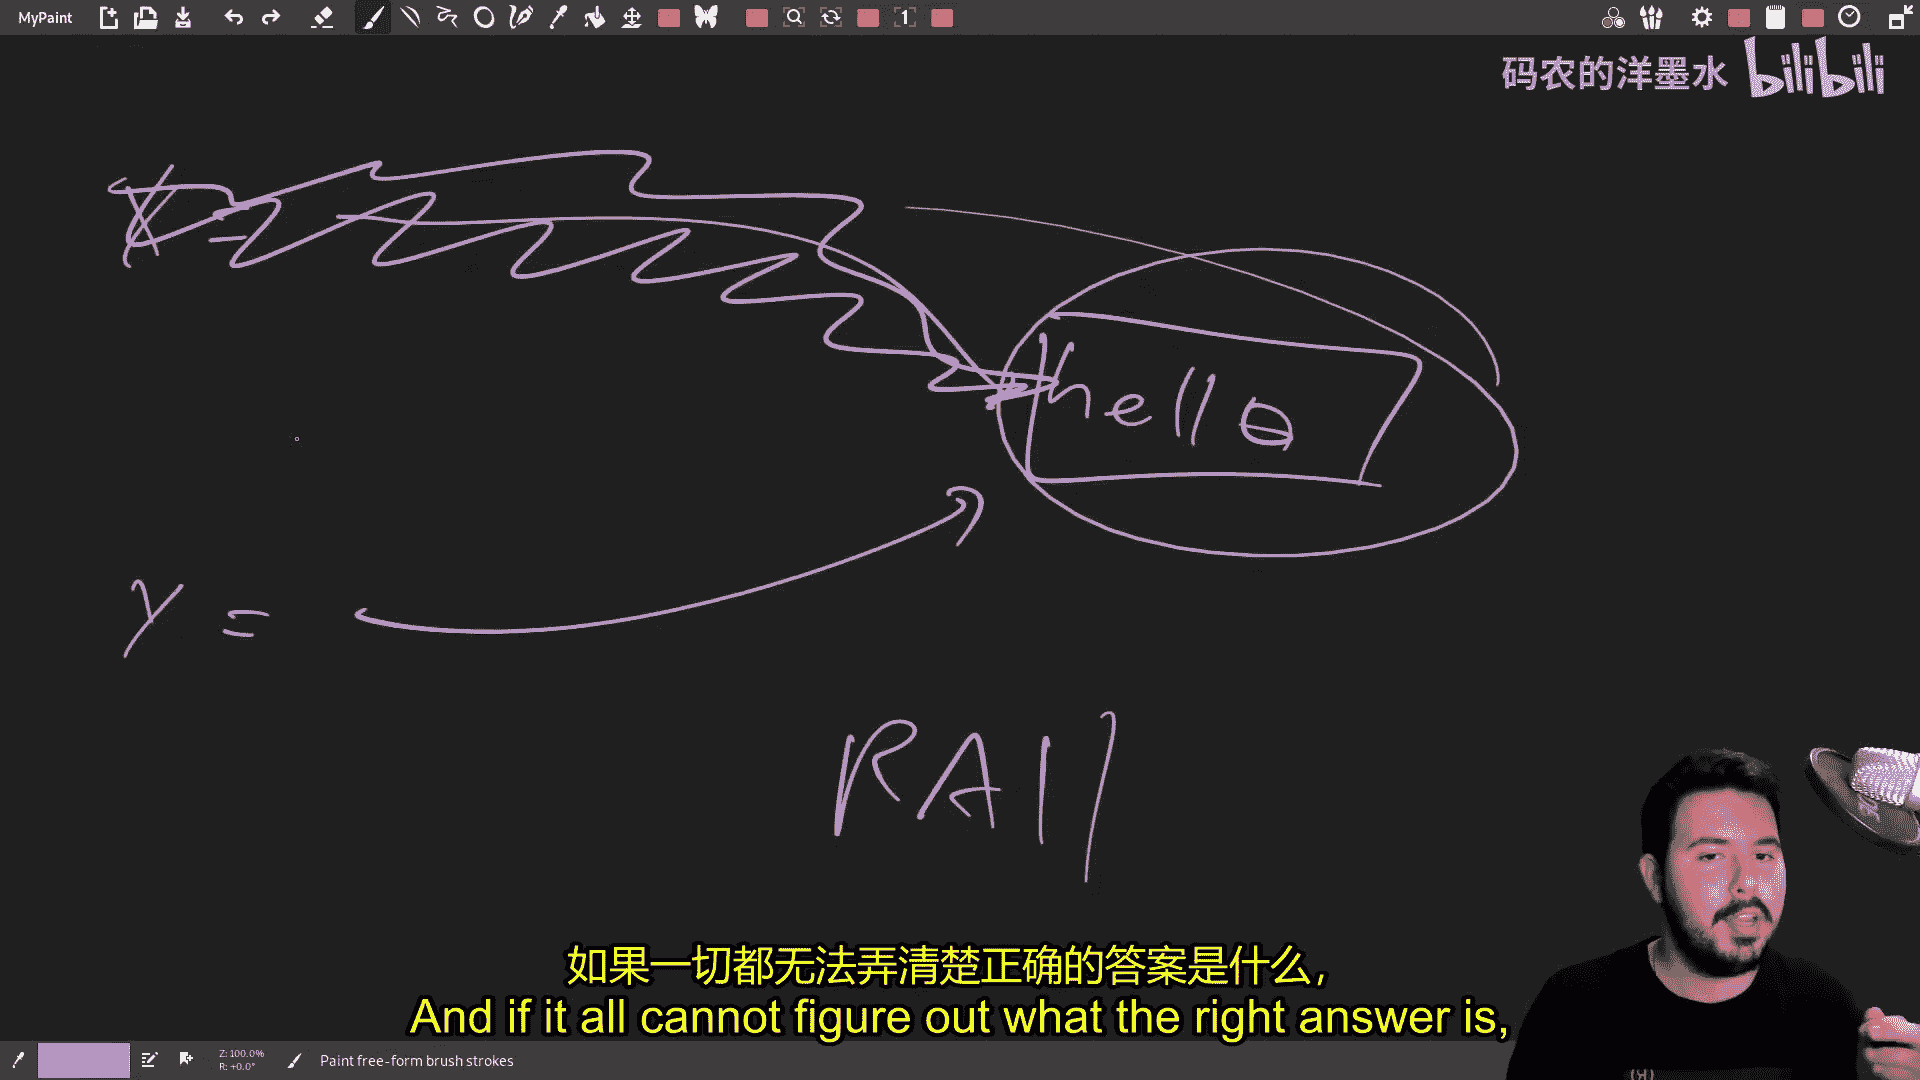 MyPaint
码农的洋墨水 bilibili
X =
hello
Y =
RAII
如果一切都无法弄清楚正确的答案是什么，
And if it all cannot figure out what the right answer is,
Z: 100.0%
R: +0.0°
Paint free-form brush strokes